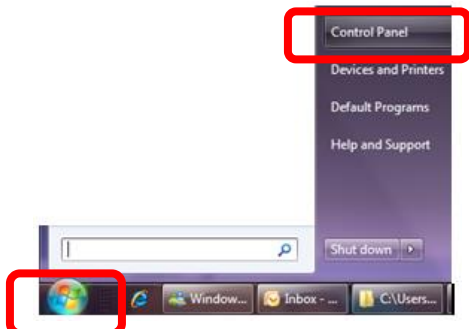 Control Panel
Devices and Printers
Default Programs
Help and Support
Shut down
Window...
Inbox - ...
C:\Users...